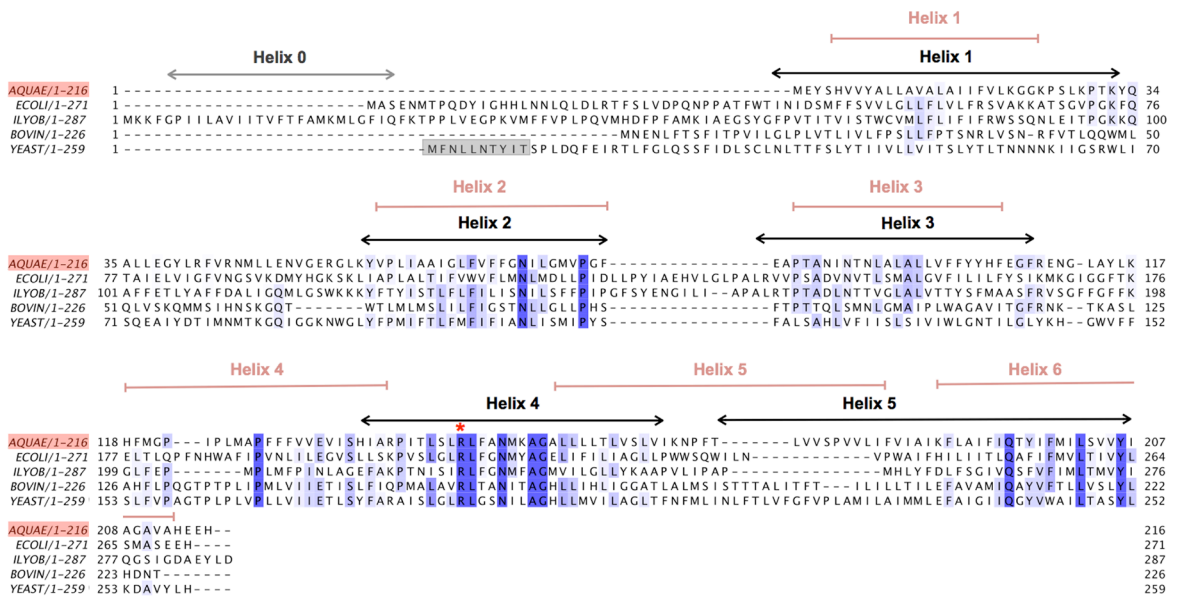 Helix 1
Helix 0 Helix 1
AQUAE/1-216 1 ------------------------------------------------------------------MEYSHVVYALLAVALAIIFVLKGGKPSLKPTKYQ 34
ECOLI/1-271 1 ------------------------MASENMTPQDYIGHHLNNLQLDLRTFSLVDPQNPPATFWTINIDSMFFSVVLGLLFLVLFRSVAKKATSGVPGKFQ 76
ILYOB/1-287 1 MKKFGPIILAVIITVFTFAMKMLGFIQFKTPPLVEGPKVMFFVPLPQVMHDFPFAMKIAEGSYGFPVTITVISTWCVMLFIILIFRWSSQNLEITPGKKQ 100
BOVIN/1-226 1 -------------------------------------------------MNENLFTSFITPVILGLPLVTLIVLFPSLLFPTSNRLVSN-RFVTLQQWML 50
YEAST/1-259 1 ------------------------------MFNLLNTYITSPLDQFEIRTLFGLQSSFIDLSCLNLTTFSLYTIIVLLVITSLYTLTNNNNKIIGSRWLI 70
Helix 2 Helix 3
Helix 2 Helix 3
AQUAE/1-216 35 ALLEGYLRFVRNMLLENVGERGLKYVPLIAAIGLFVFFGNILGMVPGF----------------EAPTANINTNLALALLVFFYYHFEGFRENG-LAYLK 117
ECOLI/1-271 77 TAIELVIGFVNGSVKDMYHGKSKLIAPLALTIFVWVFLMNLMDLLPIDLLPYIAEHVLGLPALRVVPSADVNVTLSMALGVFILILFYSIKMKGIGGFTK 176
ILYOB/1-287 101 AFFETLYAFFDALIGQMLGSWKKKYFTYISTLFLFILISNILSFFPIPGFSYENGILI-APALRTPTADLNTTVGLALVTTYSFMAASFRVSGFFGFFK 198
BOVIN/1-226 51 QLVSKQMMSIHNSKGQT--------WTLMLMSLILFIGSTNLLGLLPHS----------------FTPTTQLSMNLGMAIPLWAGAVITGFRNK-TKASL 125
YEAST/1-259 71 SQEAIYDTIMNMTKGQIGGKNWGLYFPMIFTLFMFIFIANLISMIPYS----------------FALSAHLVFIISLSIVIWLGNTILGLYKH-GWVFF 152
Helix 4 Helix 5 Helix 6
Helix 4 Helix 5
*
AQUAE/1-216 118 HFMGP---IPLMAPFFFVVEVISHIARPITLSLRLFANMKAGALLLLTLVSLVIKNPFT-------LVVSPVVLIFVIAIKFLAIFIQTYIFMILSVVYI 207
ECOLI/1-271 177 ELTLQPFNHWAFIPVNLILEGVSLLSKPVSLGLRLFGNMYAGELIFILIAGLLPWWSQWILN------------VPWAIFHILIITLQAFIFMVLTIVYL 264
ILYOB/1-287 199 GLFEP-----MPLMFPINLAGEFAKPTNISIRLFGNMFAGMVILGLLYKAAPVLIPAP----------------MHLYFDLFSGIVQSFVFIMLTMVYI 276
BOVIN/1-226 126 AHFLPQGTPTPLIPMLVIIETISLFIQPMALAVRLTANITAGHLLIHLIGGATLALMSISTTTALITFT----ILILLTILEFAVAMIQAYVFTLLVSLYL 222
YEAST/1-259 153 SLFVPAGTPLPLVPLLVIIETLSYFARAISLGLRLGSNILAGHLLMVILAGLTFNFMLINLFTLVFGFVPLAMILAIMMLEFAIGIIQGYVWAILTASYL 252
AQUAE/1-216 208 AGAVAHEEH-- 216
ECOLI/1-271 265 SMASEEH---- 271
ILYOB/1-287 277 QGSIGDAEYLD 287
BOVIN/1-226 223 HDNT------- 226
YEAST/1-259 253 KDAVYLH---- 259